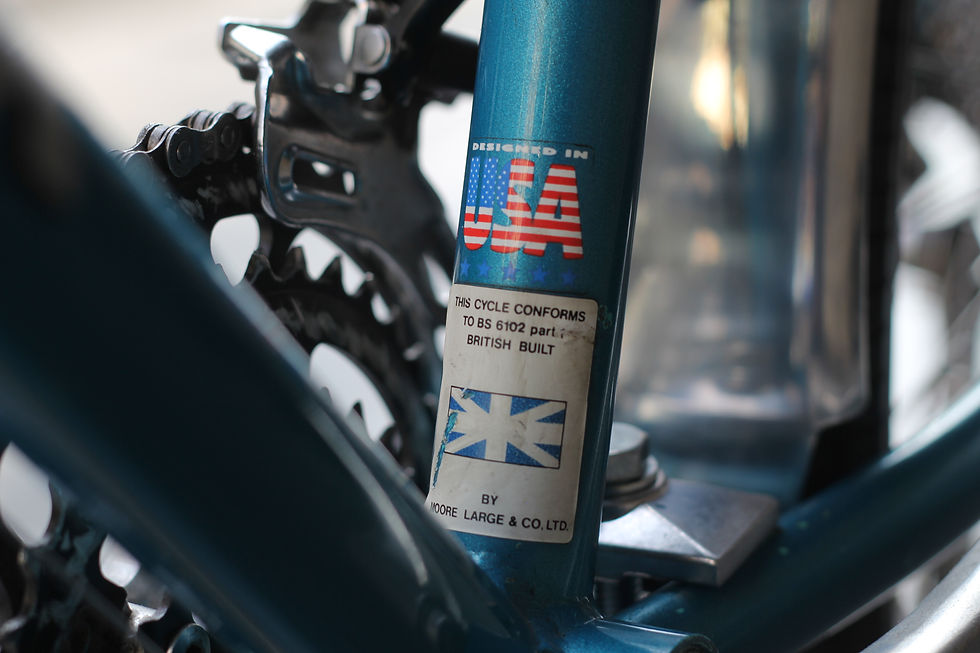 DESIGNED IN
USA
THIS CYCLE CONFORMS
TO BS 6102 part
BRITISH BUILT
BY
MOORE LARGE & CO. LTD.